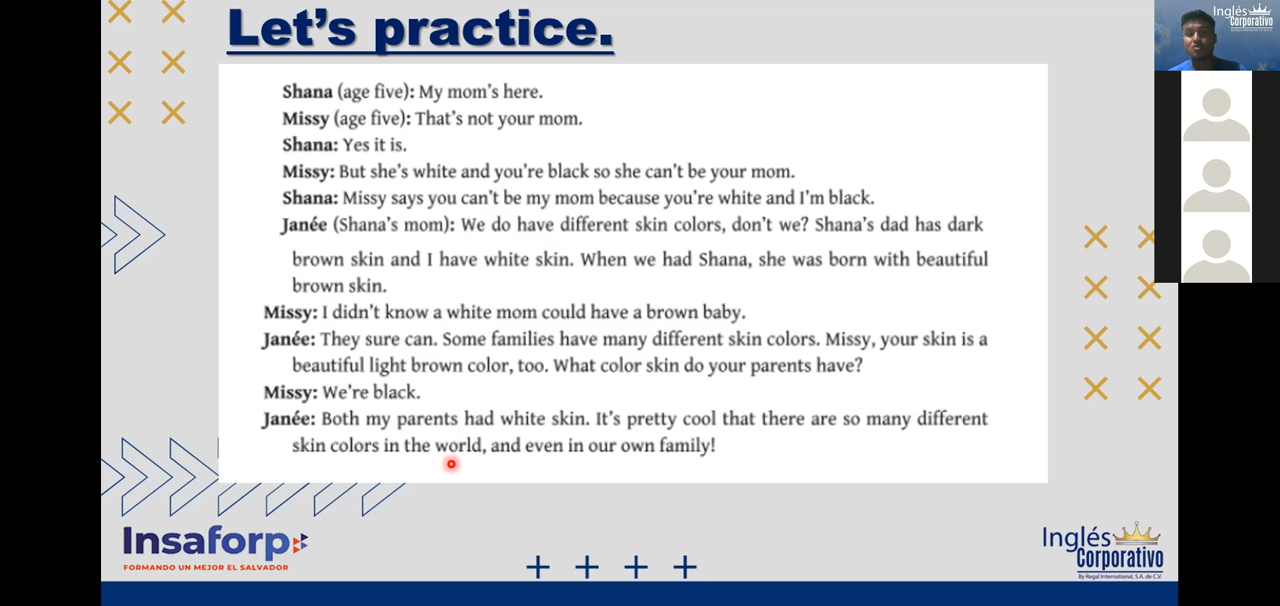 Let's practice.
Shana (age five): My mom's here.
Missy (age five): That's not your mom.
Shana: Yes it is.
Missy: But she's white and you're black so she can't be your mom.
Shana: Missy says you can't be my mom because you're white and I'm black.
Janée (Shana's mom): We do have different skin colors, don't we? Shana's dad has dark
brown skin and I have white skin. When we had Shana, she was born with beautiful
brown skin.
Missy: I didn't know a white mom could have a brown baby.
Janée: They sure can. Some families have many different skin colors. Missy, your skin is a
beautiful light brown color, too. What color skin do your parents have?
Missy: We're black.
Janée: Both my parents had white skin. It's pretty cool that there are so many different
skin colors in the world, and even in our own family!
Insaforp
FORMANDO UN MEJOR EL SALVADOR
Inglés
Corporativo
By Regal International, S.A. de C.V.
Inglés
Corporativo